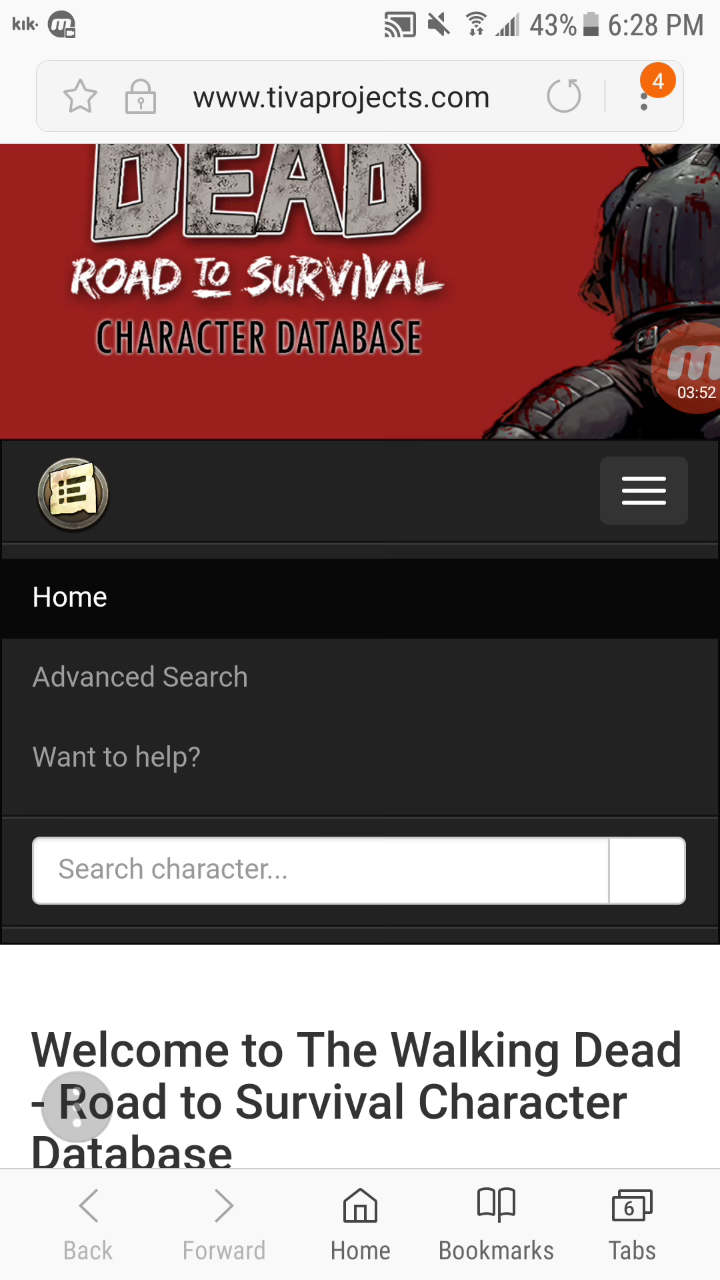 kik. m 43% 6:28 PM
www.tivaprojects.com 4
DEAD
ROAD TO SURVIVAL
CHARACTER DATABASE
m
03:52
Home
Advanced Search
Want to help?
Search character...
Welcome to The Walking Dead
- Road to Survival Character
Database
6
Back Forward Home Bookmarks Tabs